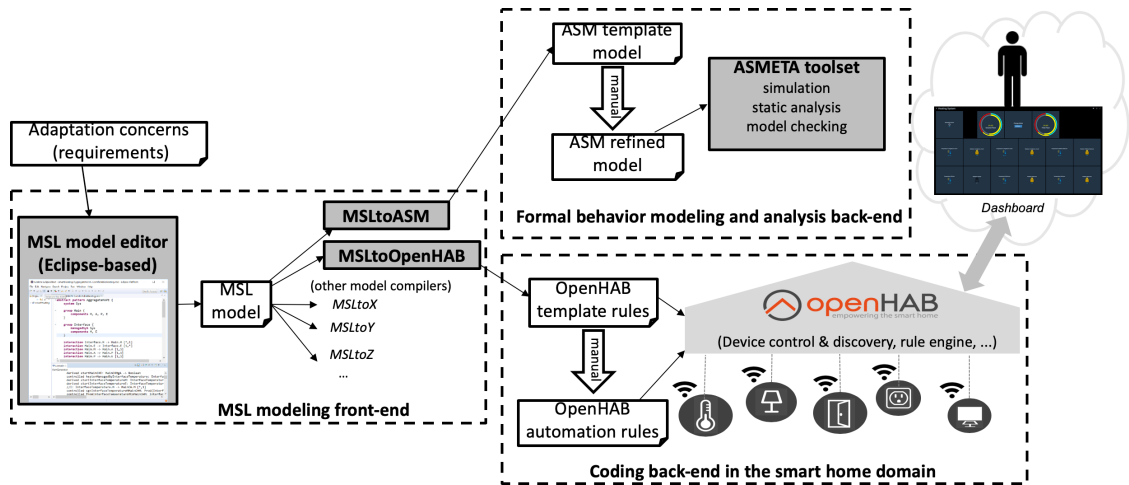 Adaptation concerns
(requirements)
MSL model editor
(Eclipse-based)
MSL
model
MSLtoASM
MSLtoOpenHAB
(other model compilers)
MSLtoX
MSLtoY
MSLtoZ
...
MSL modeling front-end
ASM template
model
manual
ASM refined
model
ASMETA toolset
simulation
static analysis
model checking
Formal behavior modeling and analysis back-end
Dashboard
OpenHAB
template rules
manual
OpenHAB
automation rules
openHAB
empowering the smart home
(Device control & discovery, rule engine, ...)
Coding back-end in the smart home domain